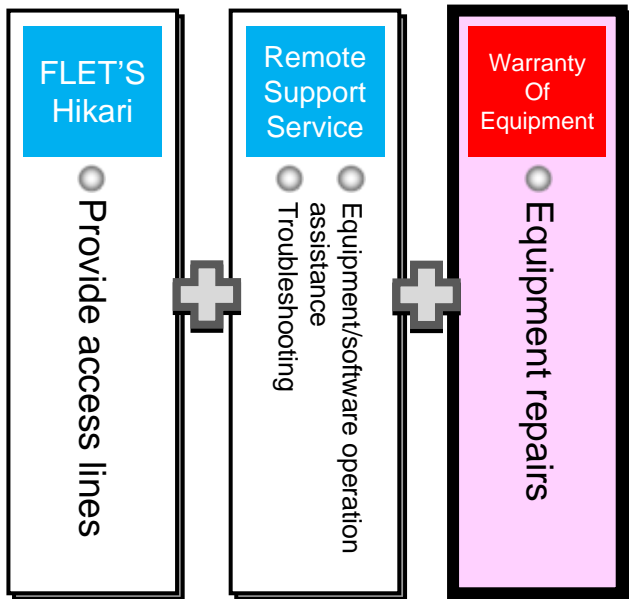 FLET'S
Hikari
Provide access lines
Remote
Support
Service
Equipment/software operation
assistance
Troubleshooting
Warranty
Of
Equipment
Equipment repairs